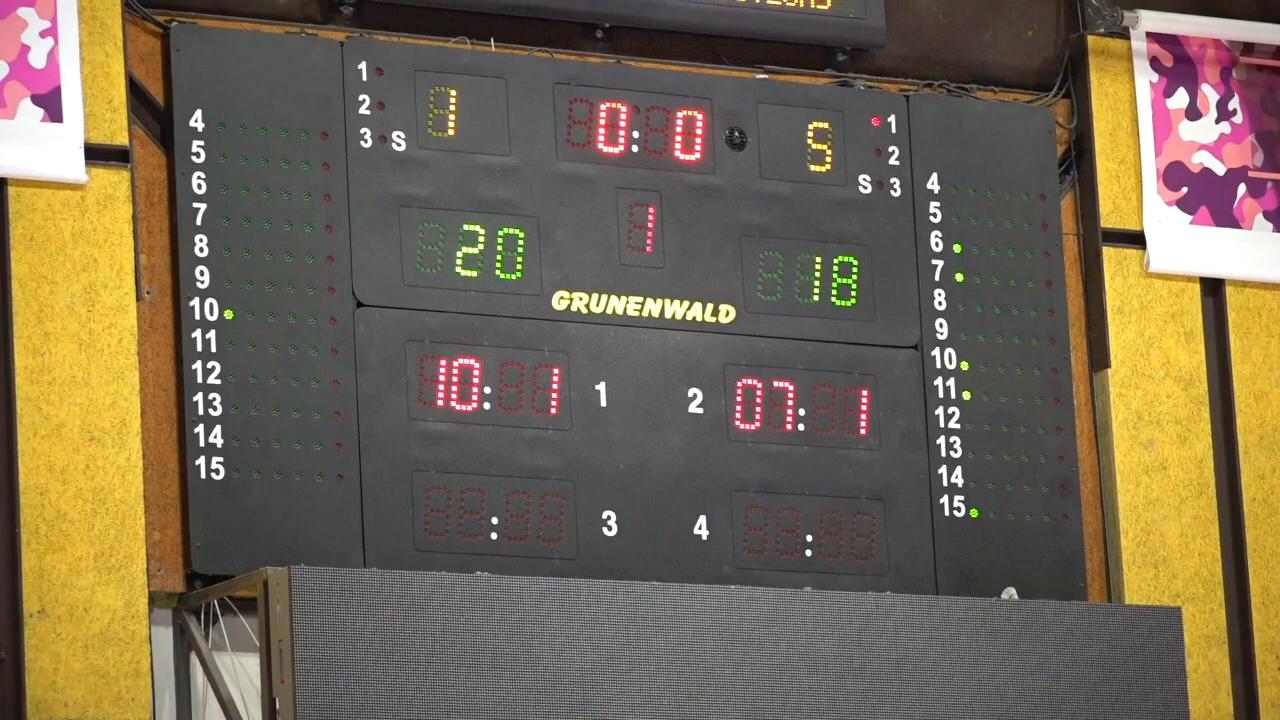 1 1 0:0 5 1
2 2
3 S S 3
4 4
5 5
6 1 6
7 20 18 7
8 8
9 GRUNENWALD 9
10 10
11 10: 1 1 2 07: 1 11
12 12
13 13
14 14
15 : 3 4 : 15